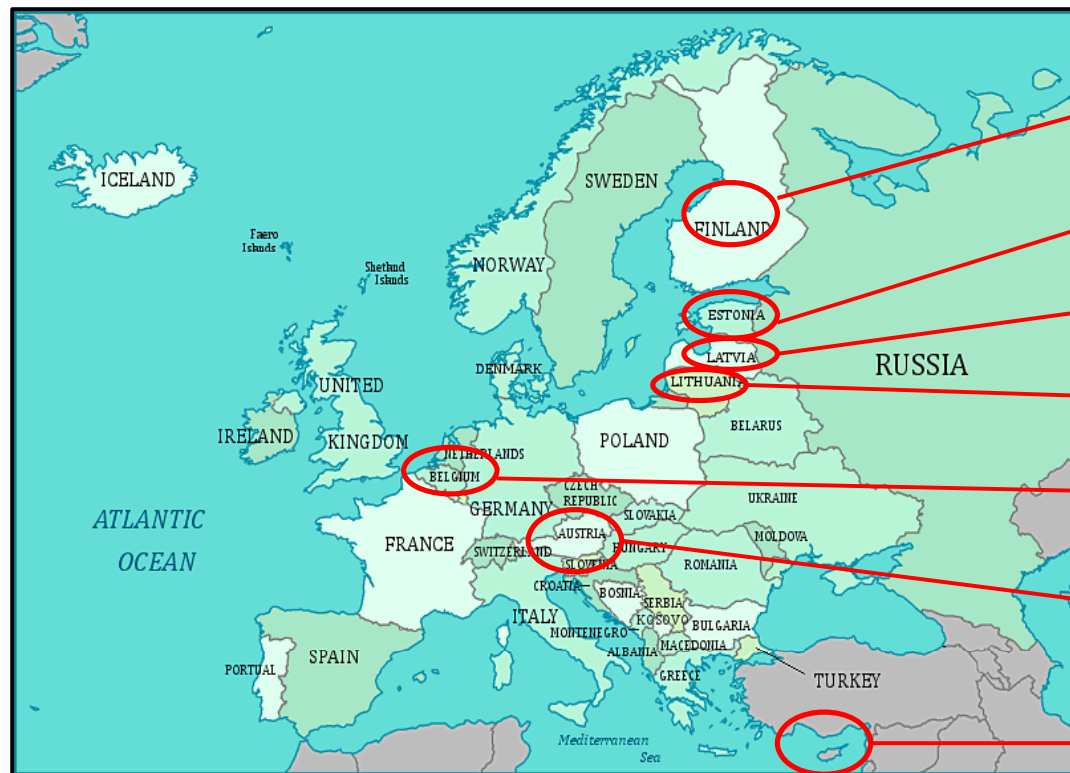 ICELAND
SWEDEN
FINLAND
Faero
Islands
NORWAY
Shetland
Islands
ESTONIA
LATVIA
RUSSIA
DENMARK
LITHUANIA
UNITED
KINGDOM
BELARUS
IRELAND
POLAND
NETHERLANDS
BELGIUM
CZECH
REPUBLIC
UKRAINE
GERMANY
SLOVAKIA
ATLANTIC
OCEAN
AUSTRIA
MOLDOVA
FRANCE
SWITZERLAND
HUNGARY
SLOVENIA
ROMANIA
CROATIA
BOSNIA
SERBIA
ITALY
KOSOVO
BULGARIA
MONTENEGRO
MACEDONIA
ALBANIA
SPAIN
PORTUAL
GREECE
TURKEY
Mediterranean
Sea